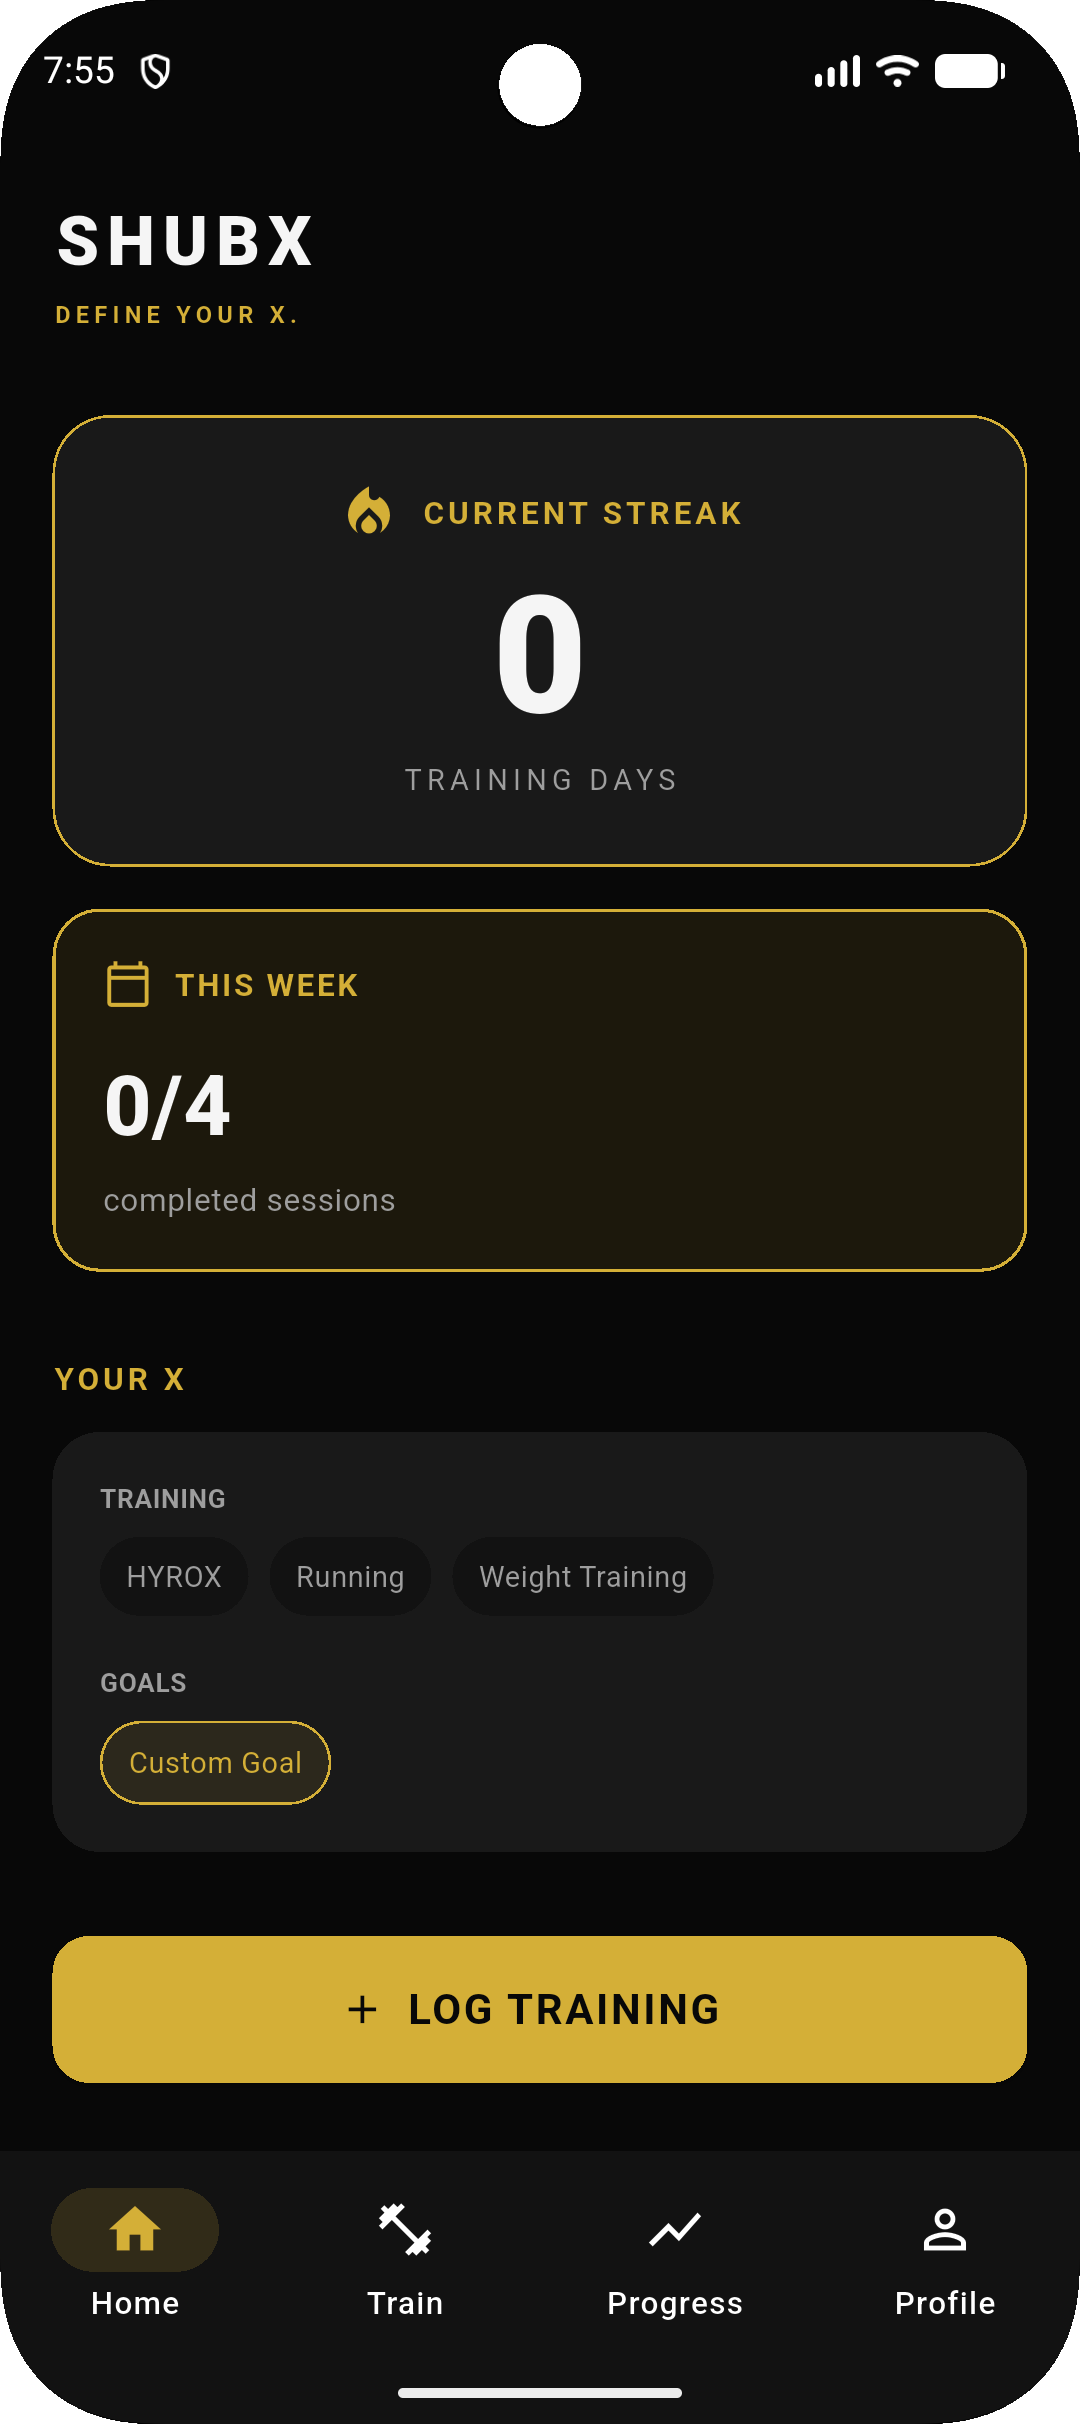 7:55
SHUBX
DEFINE YOUR X.
CURRENT STREAK
0
TRAINING DAYS
THIS WEEK
0/4
completed sessions
YOUR X
TRAINING
HYROX Running Weight Training
GOALS
Custom Goal
+ LOG TRAINING
Home Train Progress Profile